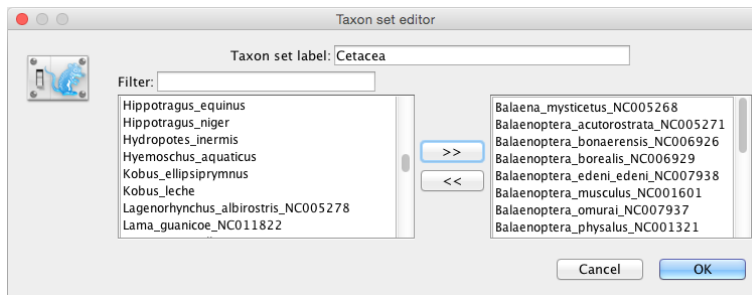 Taxon set editor
Taxon set label: Cetacea
Filter:
Hippotragus_equinus
Hippotragus_niger
Hydropotes_inermis
Hyemoschus_aquaticus
Kobus_ellipsiprymnus
Kobus_leche
Lagenorhynchus_albirostris_NC005278
Lama_guanicoe_NC011822
>>
<<
Balaena_mysticetus_NC005268
Balaenoptera_acutorostrata_NC005271
Balaenoptera_bonaerensis_NC006926
Balaenoptera_borealis_NC006929
Balaenoptera_edeni_edeni_NC007938
Balaenoptera_musculus_NC001601
Balaenoptera_omurai_NC007937
Balaenoptera_physalus_NC001321
Cancel OK